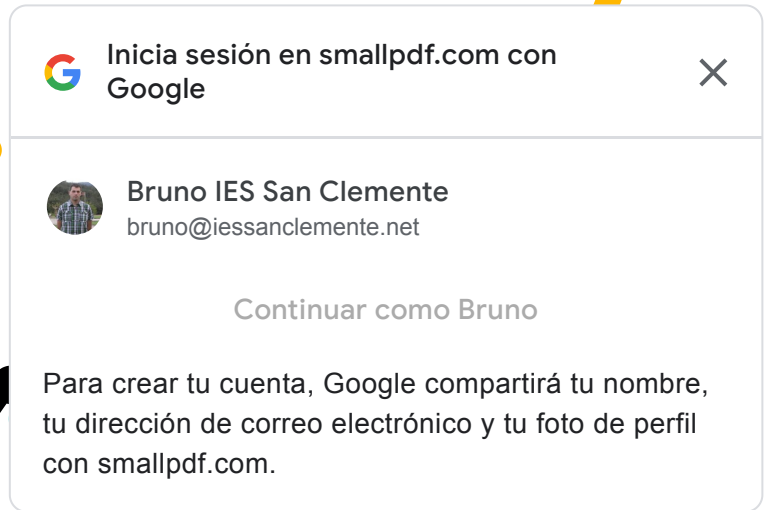 Inicia sesión en smallpdf.com con
Google
Bruno IES San Clemente
bruno@iessanclemente.net
Continuar como Bruno
Para crear tu cuenta, Google compartirá tu nombre,
tu dirección de correo electrónico y tu foto de perfil
con smallpdf.com.